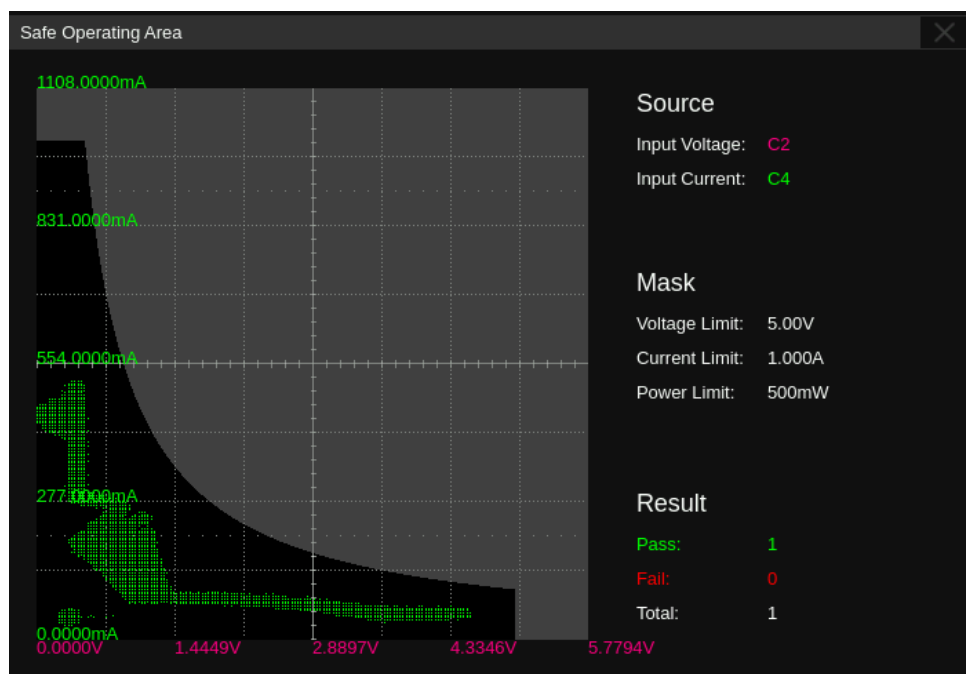 Safe Operating Area
1108.0000mA
831.0000mA
554.0000mA
277.0000mA
0.0000mA
0.0000V 1.4449V 2.8897V 4.3346V 5.7794V
Source
Input Voltage: C2
Input Current: C4
Mask
Voltage Limit: 5.00V
Current Limit: 1.000A
Power Limit: 500mW
Result
Pass: 1
Fail: 0
Total: 1